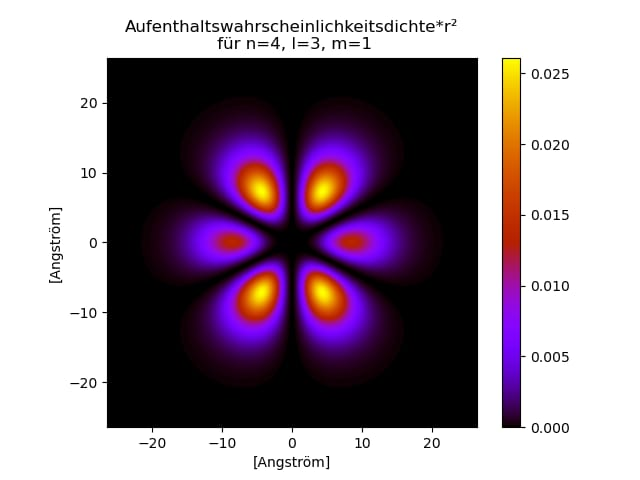 Aufenthaltswahrscheinlichkeitsdichte*r²
für n=4, l=3, m=1
20
10
0
−10
−20
[Angström]
−20 −10 0 10 20
[Angström]
0.025
0.020
0.015
0.010
0.005
0.000